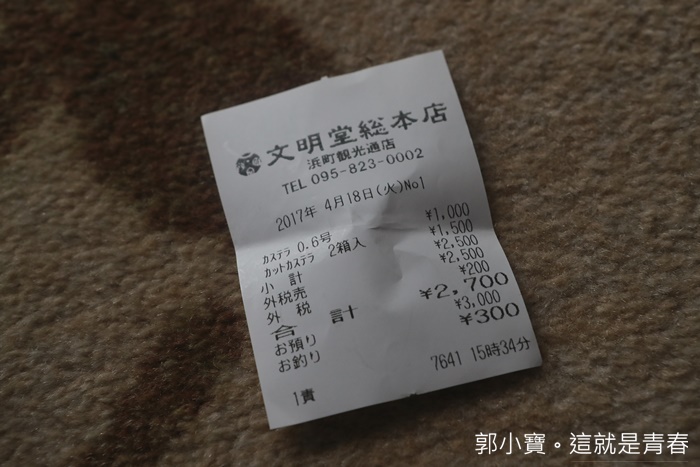 文明堂総本店
浜町観光通店
TEL 095-823-0002
2017年 4月18日(火)No1
ｶｽﾃﾗ 0.6号 ¥1,000
ｶｯﾄｶｽﾃﾗ 2箱入 ¥1,500
小 計 ¥2,500
外税売 ¥2,500
外 税 ¥200
合 計 ¥2,700
お預り ¥3,000
お釣り ¥300
7641 15時34分
1責
郭小寶。這就是青春